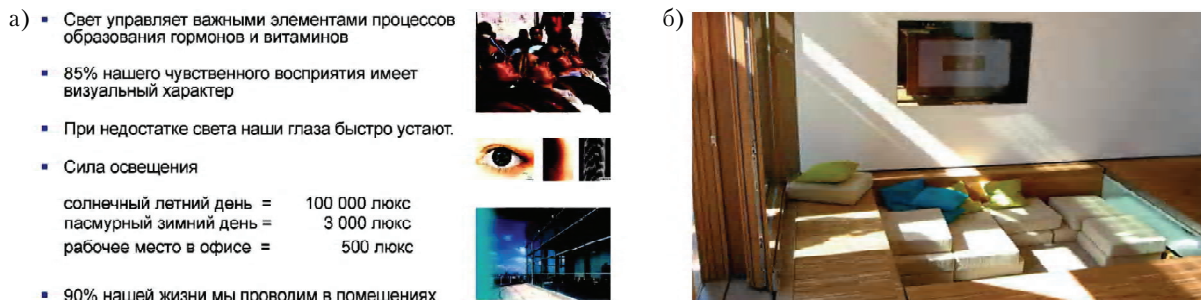 а)
▪ Свет управляет важными элементами процессов
образования гормонов и витаминов
▪ 85% нашего чувственного восприятия имеет
визуальный характер
▪ При недостатке света наши глаза быстро устают.
▪ Сила освещения
солнечный летний день = 100 000 люкс
пасмурный зимний день = 3 000 люкс
рабочее место в офисе = 500 люкс
▪ 90% нашей жизни мы проводим в помещениях
б)